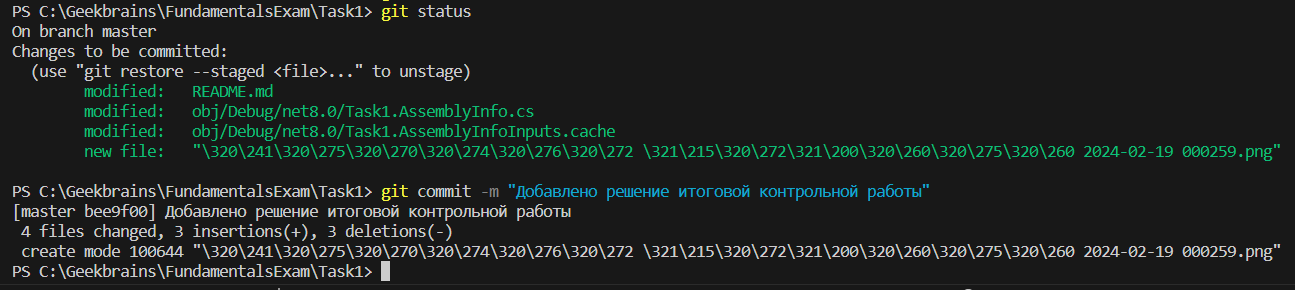 PS C:\Geekbrains\FundamentalsExam\Task1> git status
On branch master
Changes to be committed:
  (use "git restore --staged <file>..." to unstage)
        modified:   README.md
        modified:   obj/Debug/net8.0/Task1.AssemblyInfo.cs
        modified:   obj/Debug/net8.0/Task1.AssemblyInfoInputs.cache
        new file:   "\320\241\320\275\320\270\320\274\320\276\320\272 \321\215\320\272\321\200\320\260\320\275\320\260 2024-02-19 000259.png"
PS C:\Geekbrains\FundamentalsExam\Task1> git commit -m "Добавлено решение итоговой контрольной работы"
[master bee9f00] Добавлено решение итоговой контрольной работы
 4 files changed, 3 insertions(+), 3 deletions(-)
 create mode 100644 "\320\241\320\275\320\270\320\274\320\276\320\272 \321\215\320\272\321\200\320\260\320\275\320\260 2024-02-19 000259.png"
PS C:\Geekbrains\FundamentalsExam\Task1>